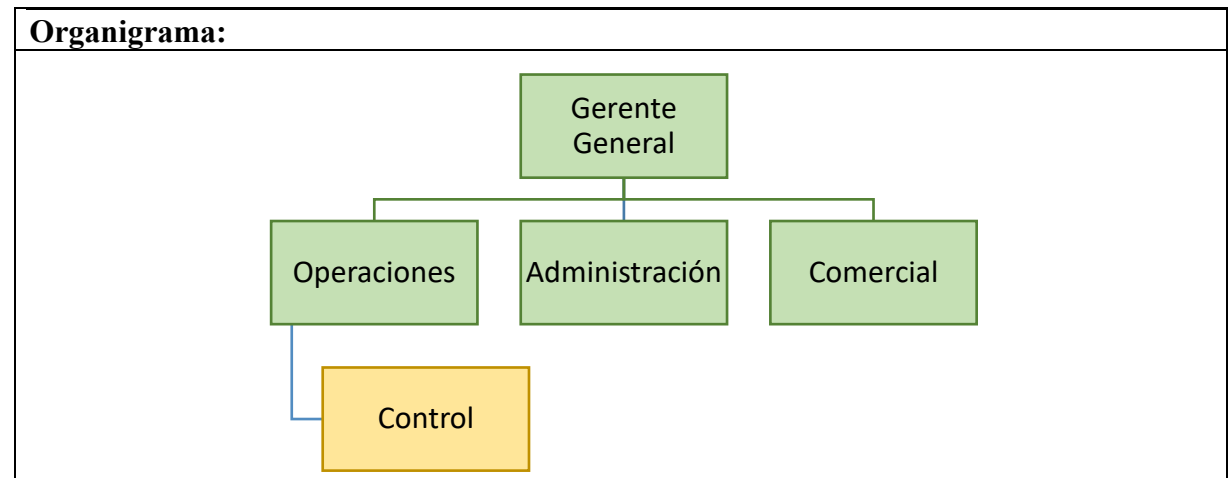 Organigrama:
Gerente
General
Operaciones
Administración
Comercial
Control